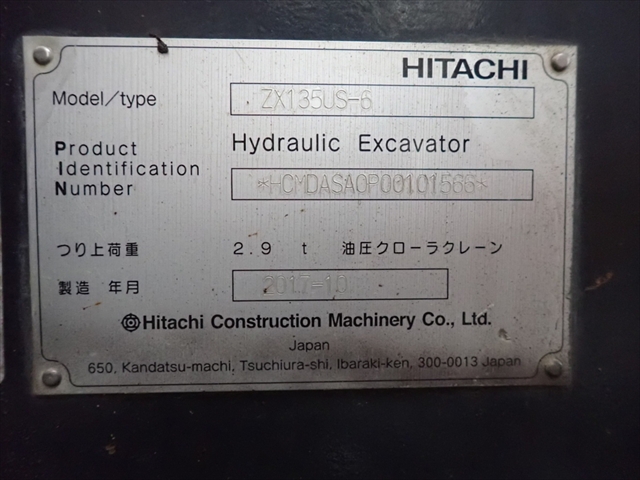 HITACHI
Model/type ZX135US-6
Product Hydraulic Excavator
Identification
Number *HCMDASA0P00101566*
つり上荷重 2.9 t 油圧クローラクレーン
製造 年月 2017-10
Hitachi Construction Machinery Co., Ltd.
Japan
650, Kandatsu-machi, Tsuchiura-shi, Ibaraki-ken, 300-0013 Japan